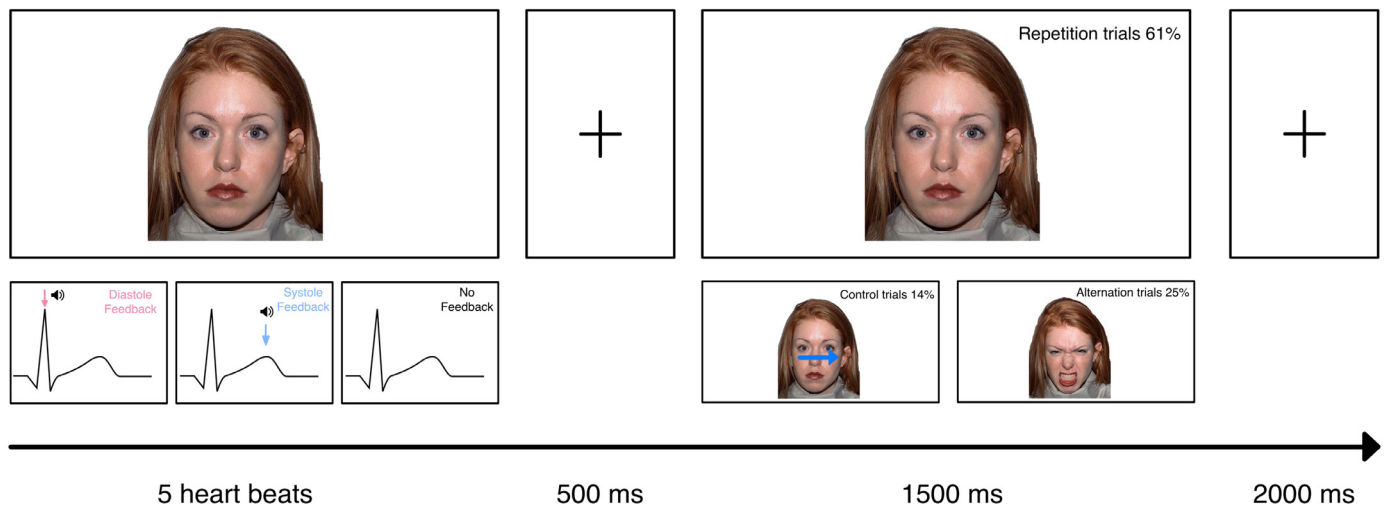 Repetition trials 61%
Diastole
Feedback
Systole
Feedback
No
Feedback
Control trials 14%
Alternation trials 25%
5 heart beats
500 ms
1500 ms
2000 ms